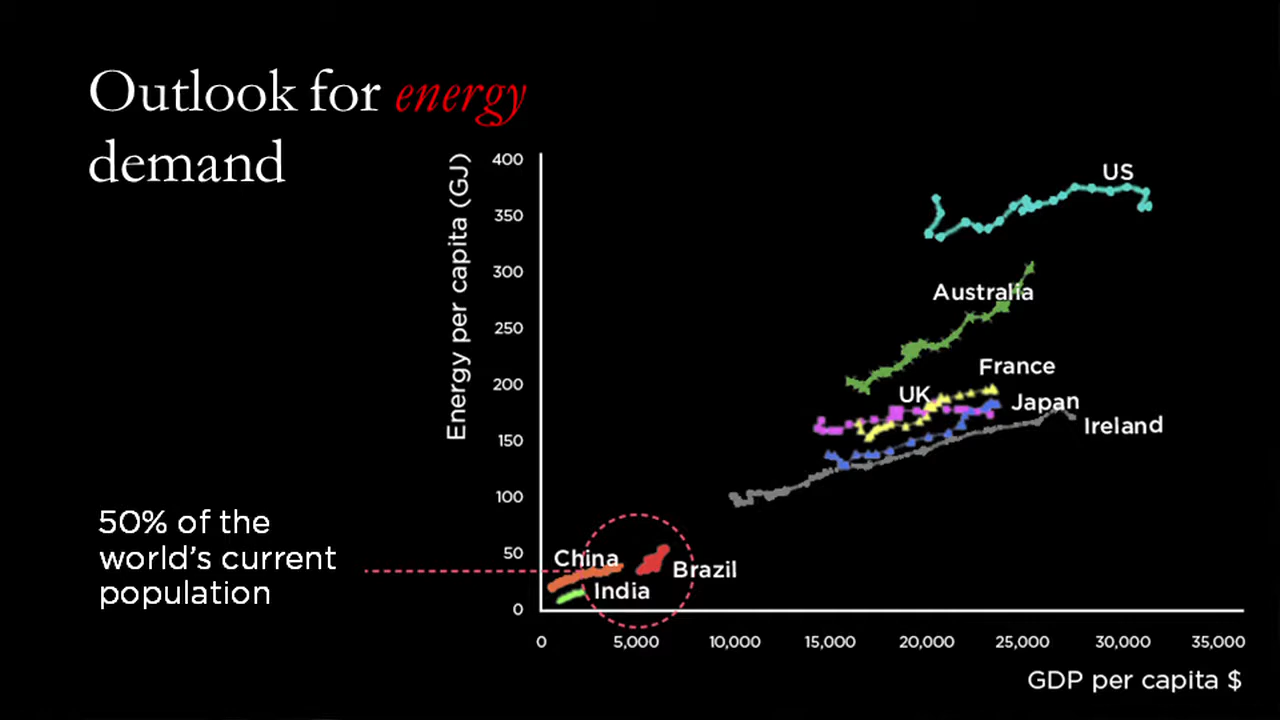 Outlook for energy
demand
Energy per capita (GJ)
400
350
300
250
200
150
100
50
0
US
Australia
France
UK
Japan
Ireland
China
Brazil
India
50% of the
world's current
population
0 5,000 10,000 15,000 20,000 25,000 30,000 35,000
GDP per capita $